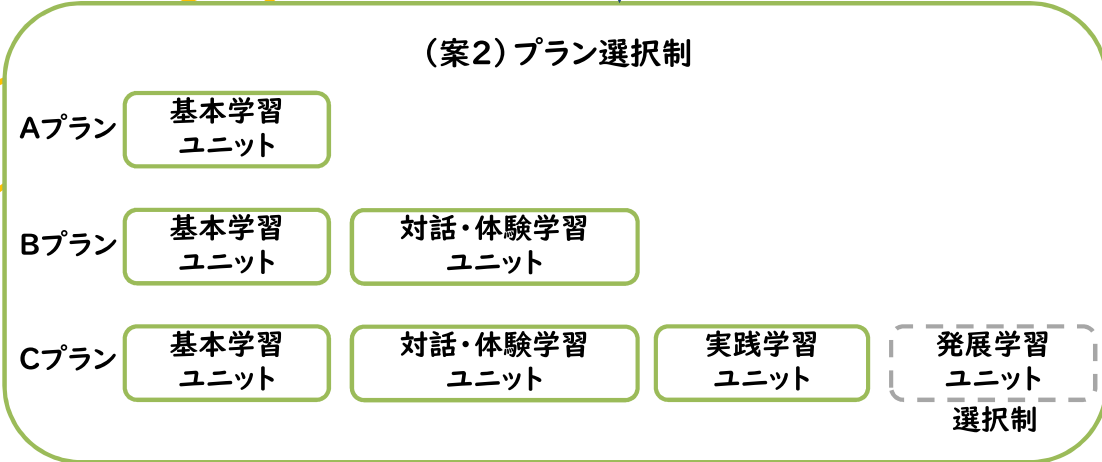 (案2)プラン選択制
Aプラン
基本学習
ユニット
Bプラン
基本学習
ユニット
対話・体験学習
ユニット
Cプラン
基本学習
ユニット
対話・体験学習
ユニット
実践学習
ユニット
発展学習
ユニット
選択制